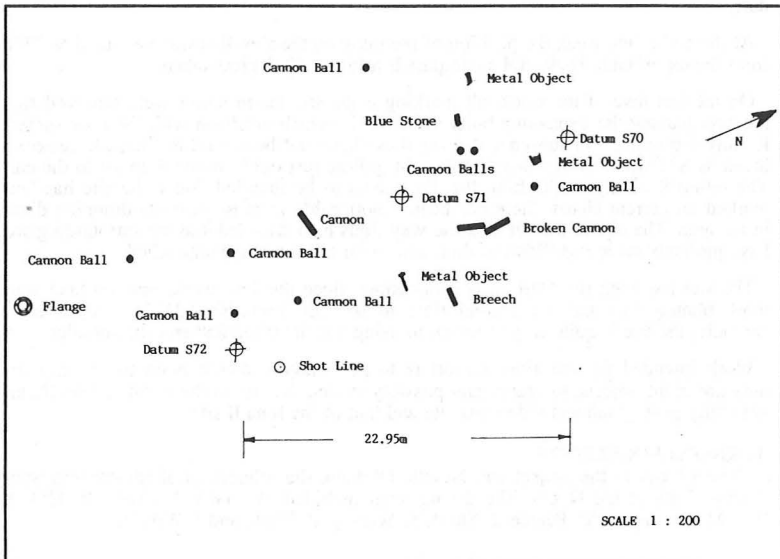 Cannon Ball
Metal Object
Blue Stone
Datum S70
N
Cannon Balls
Metal Object
Cannon Ball
Datum S71
Cannon
Broken Cannon
Cannon Ball
Cannon Ball
Metal Object
Flange
Cannon Ball
Cannon Ball
Breech
Datum S72
Shot Line
22.95m
SCALE 1 : 200